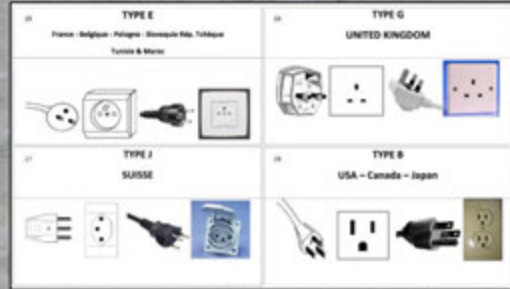 TYPE E
France - Belgique - Pologne - Slovaquie Rép. Tchèque
Tunisie & Maroc
TYPE G
UNITED KINGDOM
TYPE J
SUISSE
TYPE B
USA – Canada – Japan